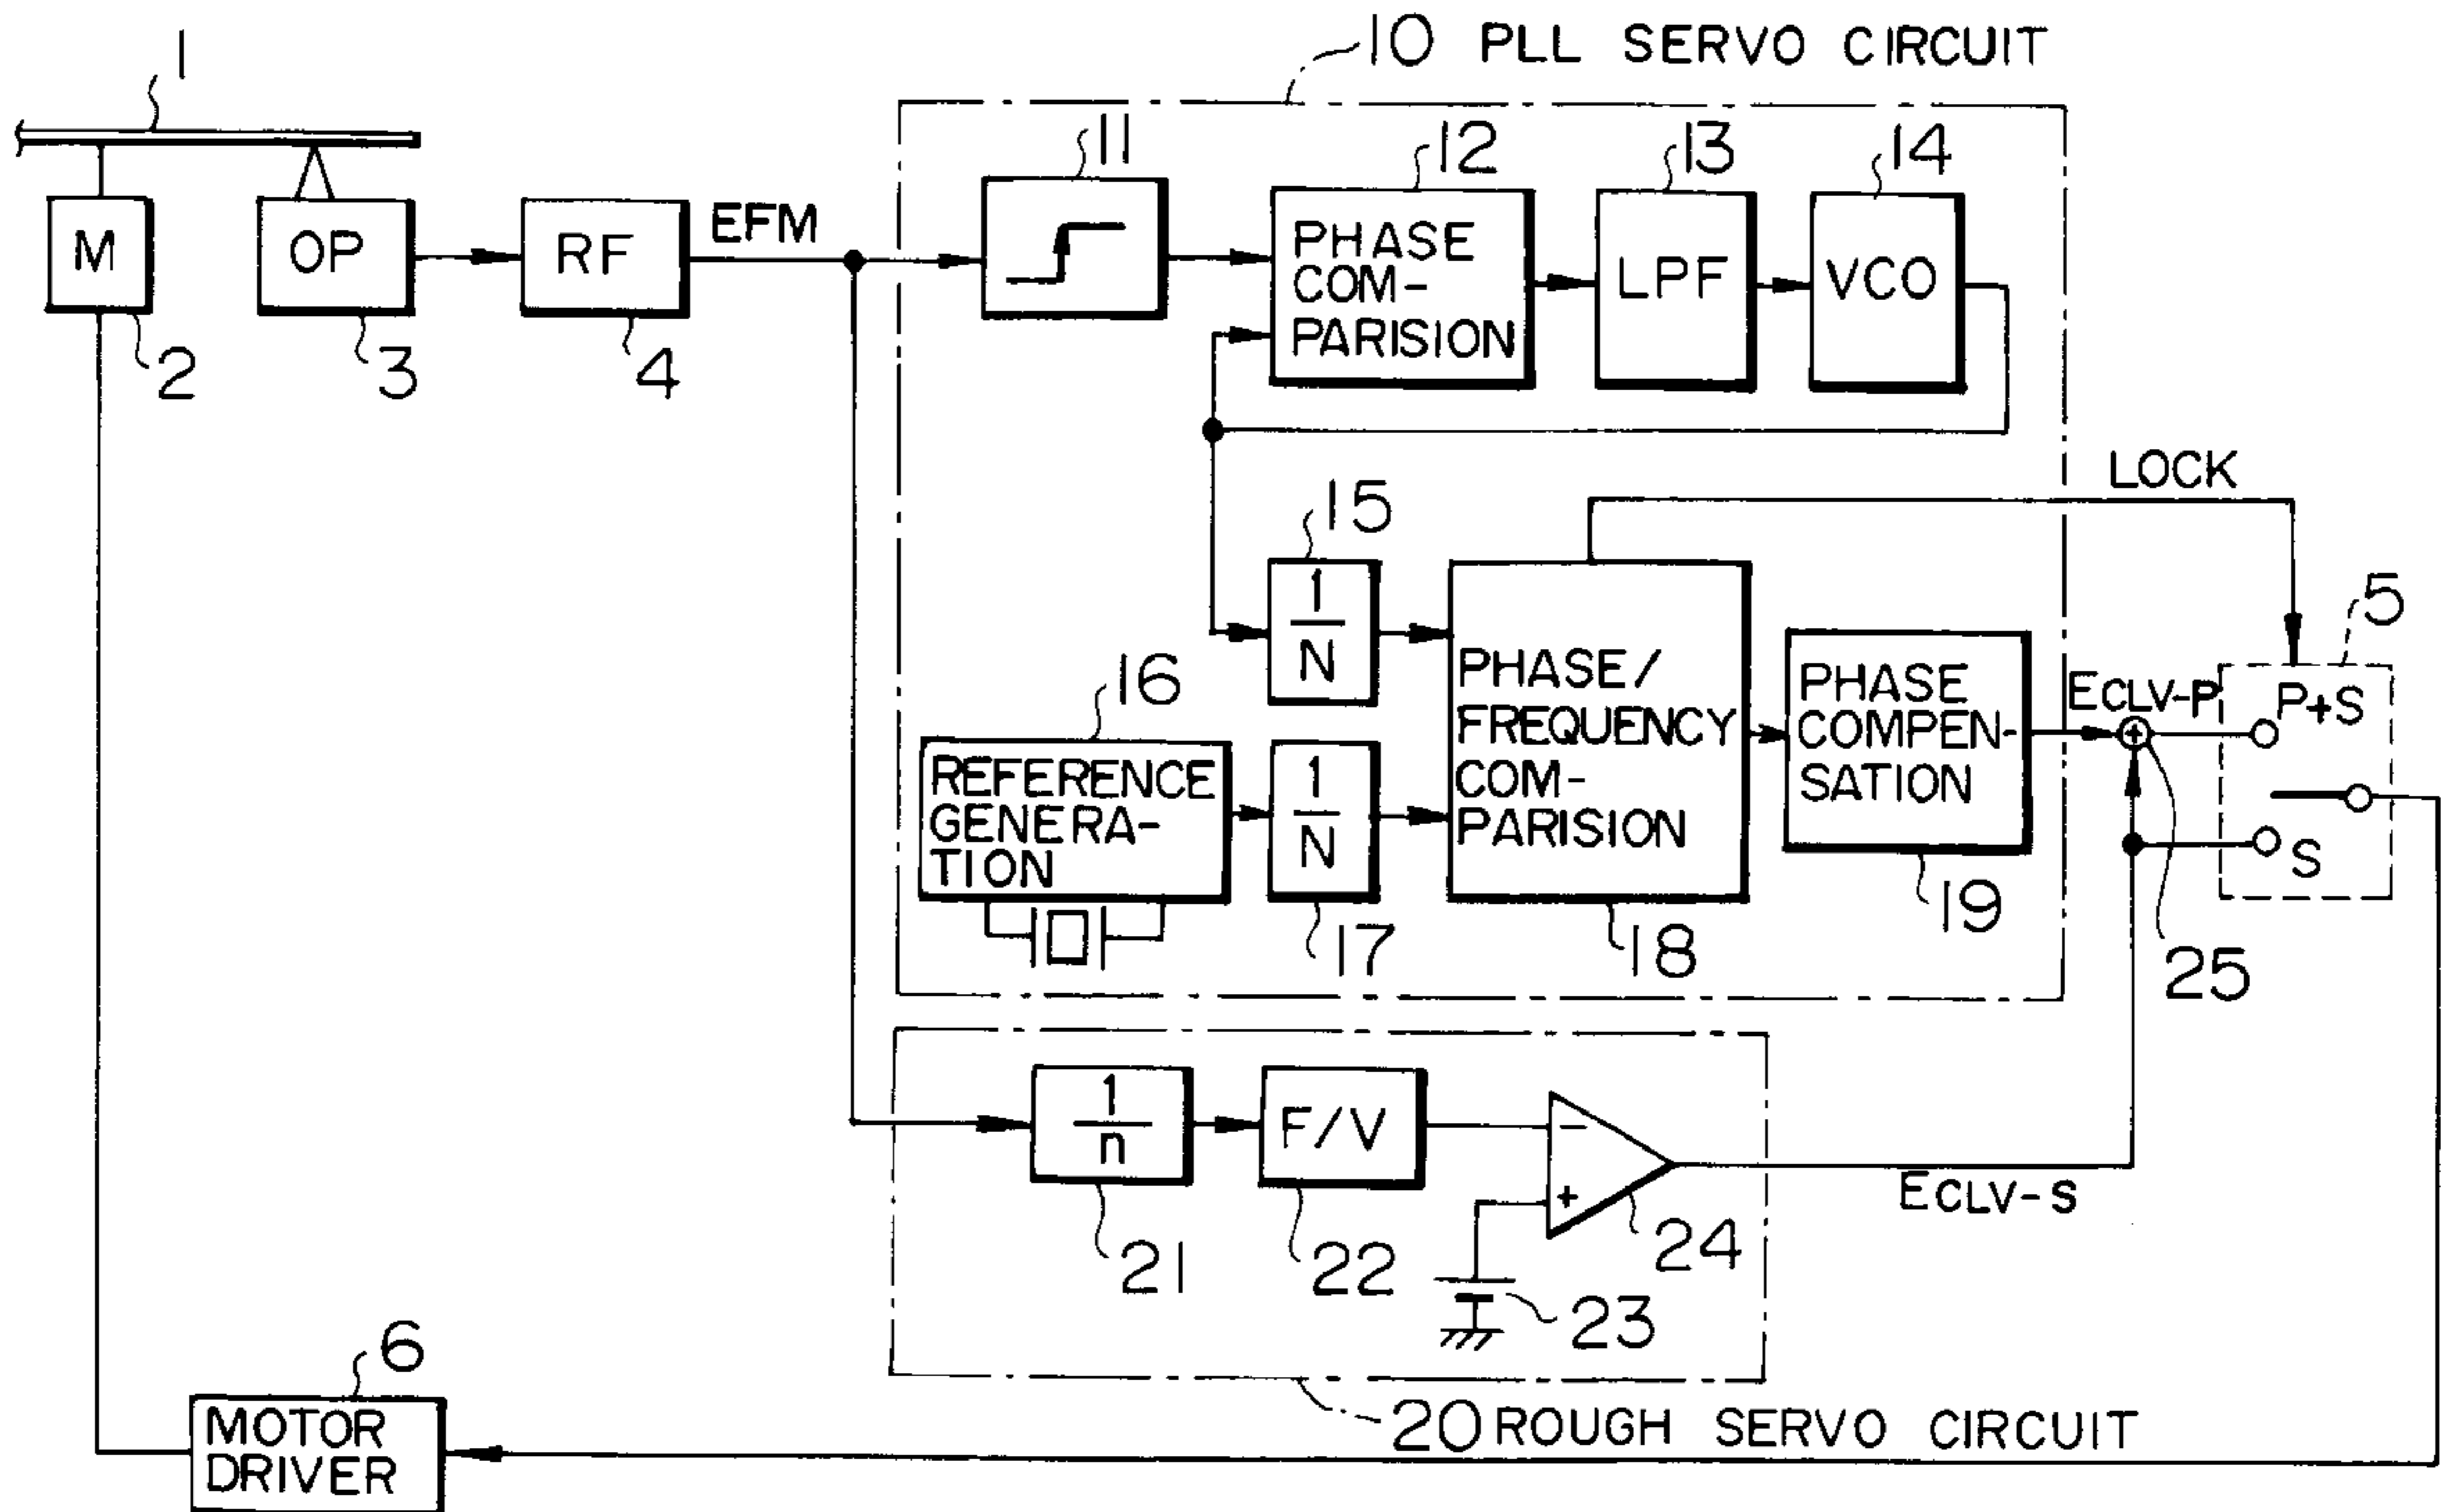 10 PLL SERVO CIRCUIT
1
11
12
13
14
M
OP
RF
EFM
PHASE
COM-
PARISION
LPF
VCO
2
3
4
LOCK
15
1
N
5
16
PHASE/
FREQUENCY
COM-
PARISION
PHASE
COMPEN-
SATION
ECLV-P
P+S
+
REFERENCE
GENERA-
TION
1
N
S
17
18
19
25
1
n
F/V
-
+
ECLV-S
21
22
24
23
6
MOTOR
DRIVER
20 ROUGH SERVO CIRCUIT